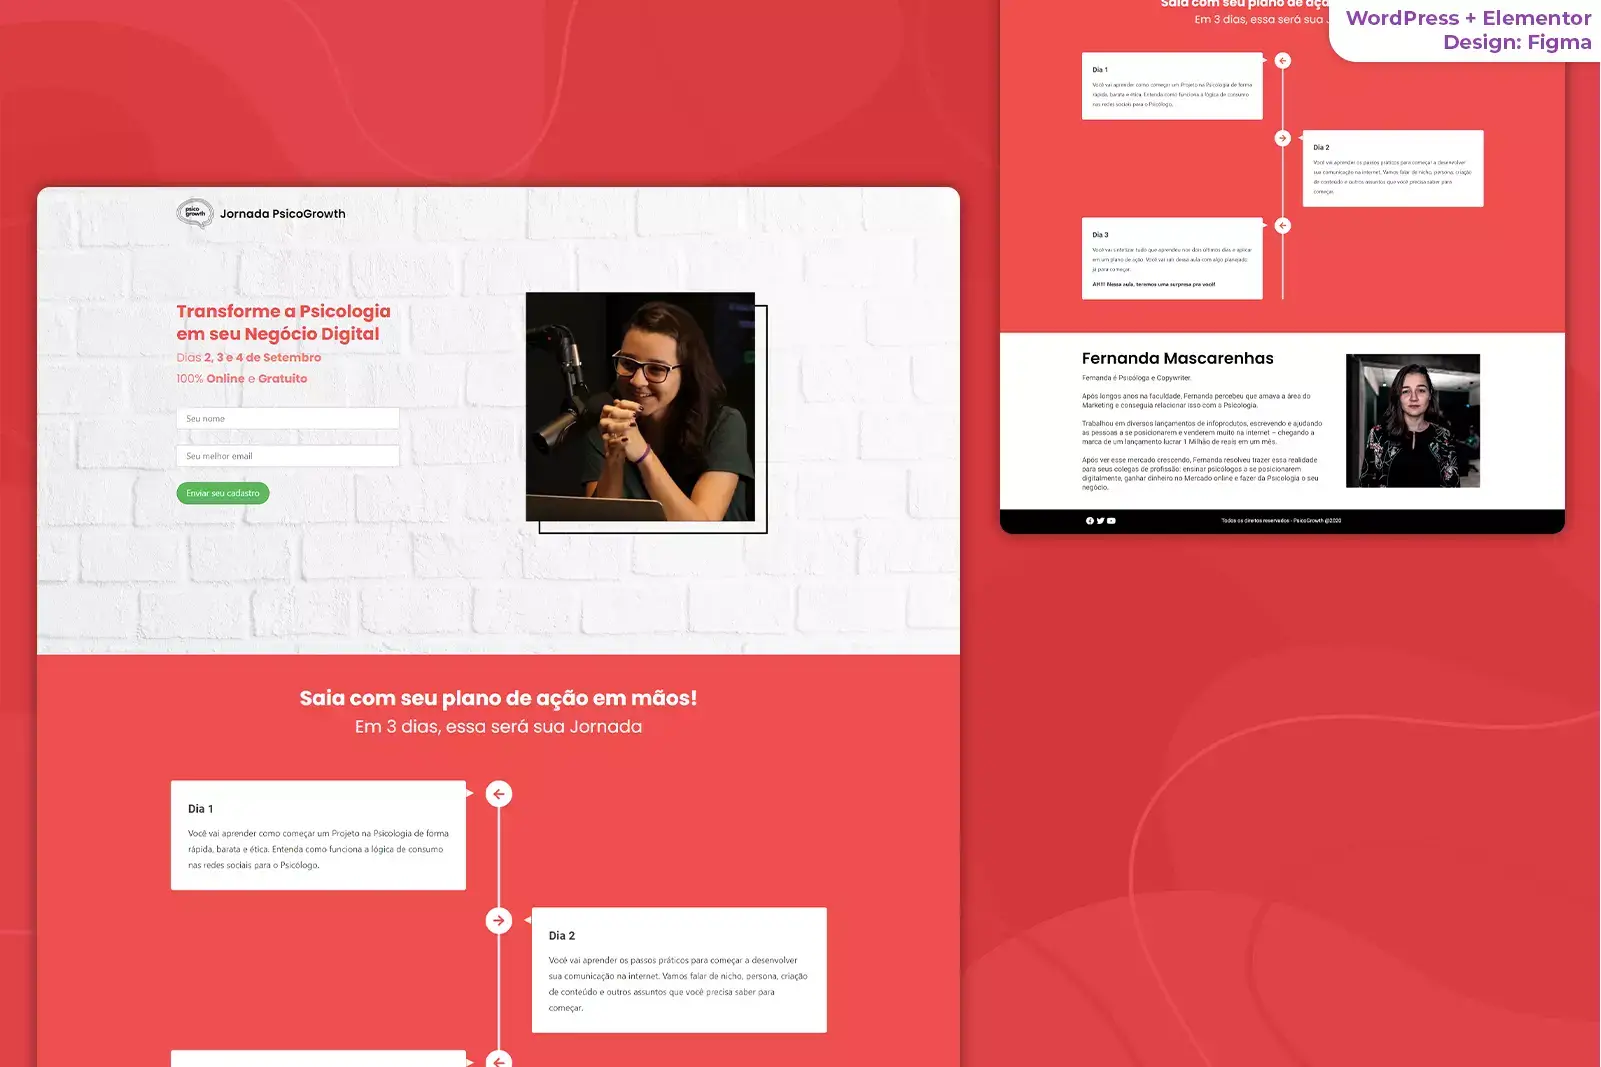 WordPress + Elementor
Design: Figma
psico
growth
Jornada PsicoGrowth
Transforme a Psicologia
em seu Negócio Digital
Dias 2, 3 e 4 de Setembro
100% Online e Gratuito
Seu nome
Seu melhor email
Enviar seu cadastro
Saia com seu plano de ação em mãos!
Em 3 dias, essa será sua Jornada
Dia 1
Você vai aprender como começar um Projeto na Psicologia de forma
rápida, barata e ética. Entenda como funciona a lógica de consumo
nas redes sociais para o Psicólogo.
Dia 2
Você vai aprender os passos práticos para começar a desenvolver
sua comunicação na internet. Vamos falar de nicho, persona, criação
de conteúdo e outros assuntos que você precisa saber para
começar.
Saia com seu plano de aça
Em 3 dias, essa será sua J
Dia 1
Você vai aprender como começar um Projeto na Psicologia de forma
rápida, barata e ética. Entenda como funciona a lógica de consumo
nas redes sociais para o Psicólogo.
Dia 2
Você vai aprender os passos práticos para começar a desenvolver
sua comunicação na internet. Vamos falar de nicho, persona, criação
de conteúdo e outros assuntos que você precisa saber para
começar.
Dia 3
Você vai sintetizar tudo que aprendeu nos dois últimos dias e aplicar
em um plano de ação. Você vai sair dessa aula com algo planejado,
já para começar.
AH!!! Nessa aula, teremos uma surpresa pra você!
Fernanda Mascarenhas
Fernanda é Psicóloga e Copywriter.
Após longos anos na faculdade, Fernanda percebeu que amava a área do
Marketing e conseguia relacionar isso com a Psicologia.
Trabalhou em diversos lançamentos de infoprodutos, escrevendo e ajudando
as pessoas a se posicionarem e venderem muito na internet – chegando a
marca de um lançamento lucrar 1 Milhão de reais em um mês.
Após ver esse mercado crescendo, Fernanda resolveu trazer essa realidade
para seus colegas de profissão: ensinar psicólogos a se posicionarem
digitalmente, ganhar dinheiro no Mercado online e fazer da Psicologia o seu
negócio.
Todos os direitos reservados - PsicoGrowth @2020